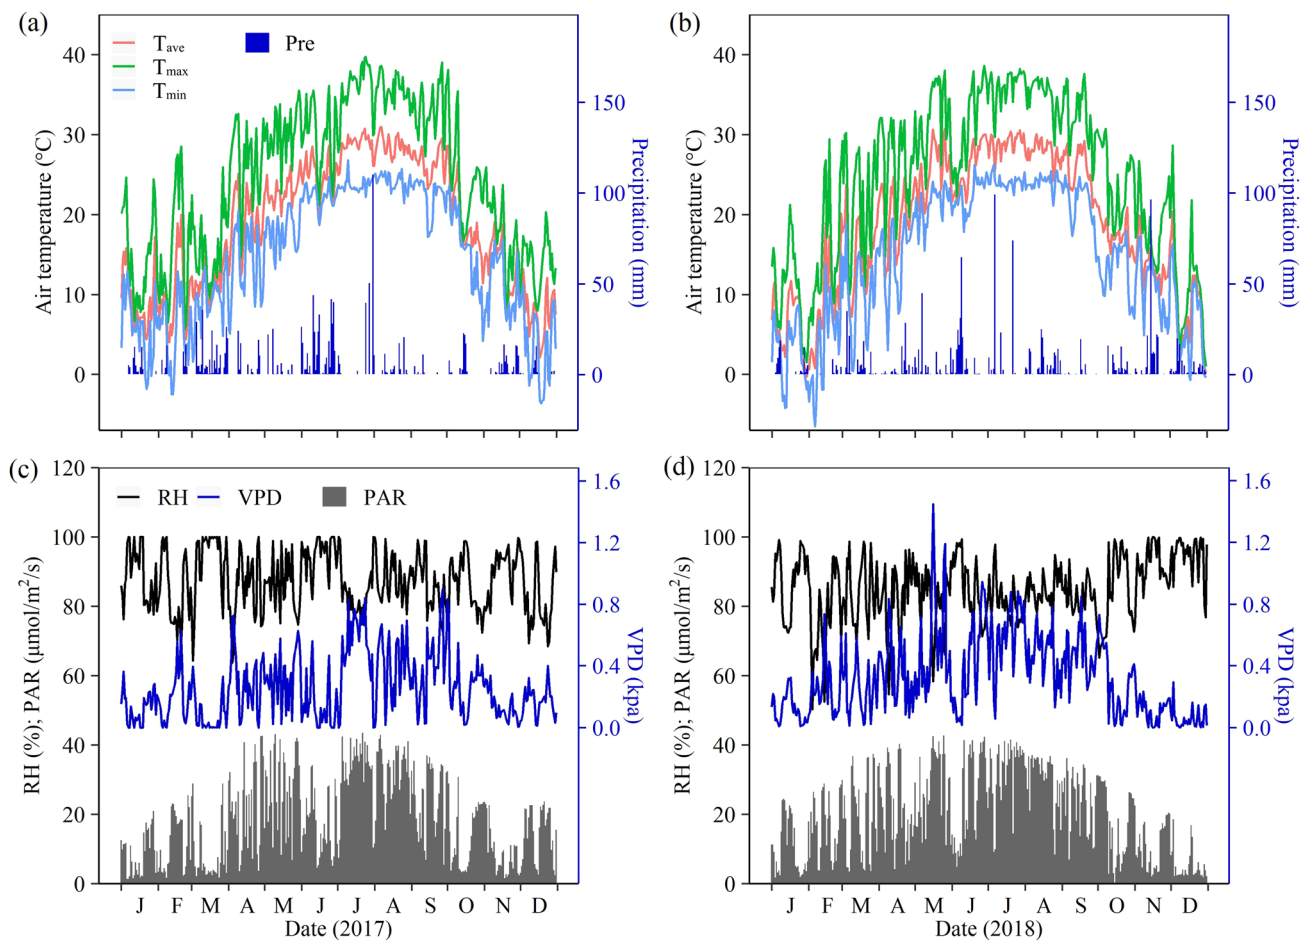 (a)
T_ave
T_max
T_min
Pre
Air temperature (°C)
40
30
20
10
0
150
100
50
0
Precipitation (mm)
(b)
Air temperature (°C)
40
30
20
10
0
150
100
50
0
Precipitation (mm)
(c)
RH
VPD
PAR
RH (%); PAR (μmol/m²/s)
120
100
80
60
40
20
0
1.6
1.2
0.8
0.4
0.0
VPD (kpa)
J F M A M J J A S O N D
Date (2017)
(d)
RH (%); PAR (μmol/m²/s)
120
100
80
60
40
20
0
1.6
1.2
0.8
0.4
0.0
VPD (kpa)
J F M A M J J A S O N D
Date (2018)